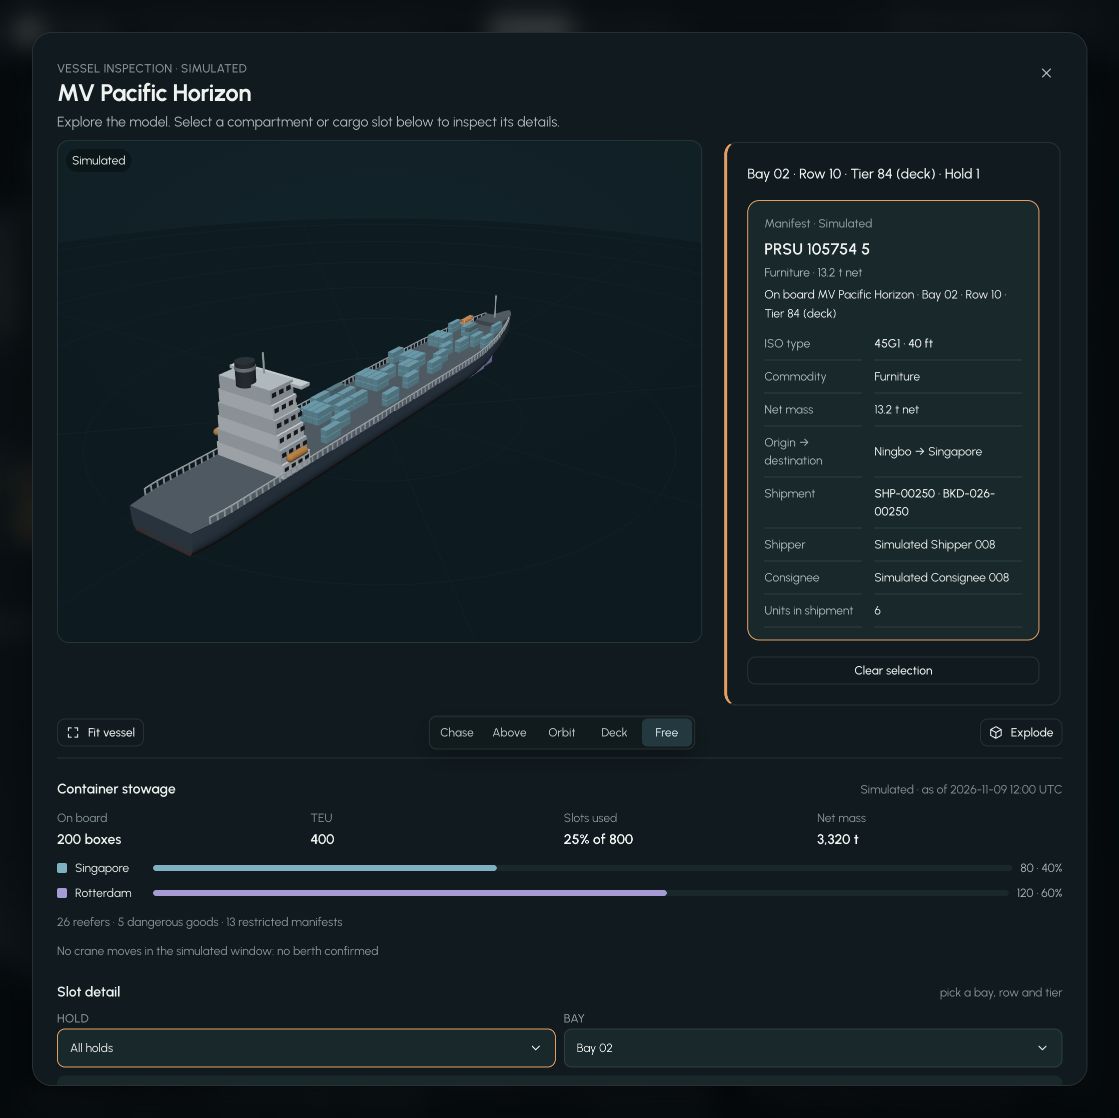 VESSEL INSPECTION · SIMULATED
MV Pacific Horizon
Explore the model. Select a compartment or cargo slot below to inspect its details.
Simulated
Bay 02 · Row 10 · Tier 84 (deck) · Hold 1
Manifest · Simulated
PRSU 105754 5
Furniture · 13.2 t net
On board MV Pacific Horizon · Bay 02 · Row 10 ·
Tier 84 (deck)
ISO type 45G1 · 40 ft
Commodity Furniture
Net mass 13.2 t net
Origin →
destination
Ningbo → Singapore
Shipment
SHP-00250 · BKD-026-
00250
Shipper Simulated Shipper 008
Consignee Simulated Consignee 008
Units in shipment 6
Clear selection
Fit vessel
Chase Above Orbit Deck Free
Explode
Container stowage
Simulated · as of 2026-11-09 12:00 UTC
On board TEU Slots used Net mass
200 boxes 400 25% of 800 3,320 t
Singapore 80 · 40%
Rotterdam 120 · 60%
26 reefers · 5 dangerous goods · 13 restricted manifests
No crane moves in the simulated window: no berth confirmed
Slot detail
pick a bay, row and tier
HOLD BAY
All holds Bay 02